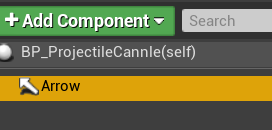 + Add Component Search
BP_ProjectileCannle(self)
Arrow